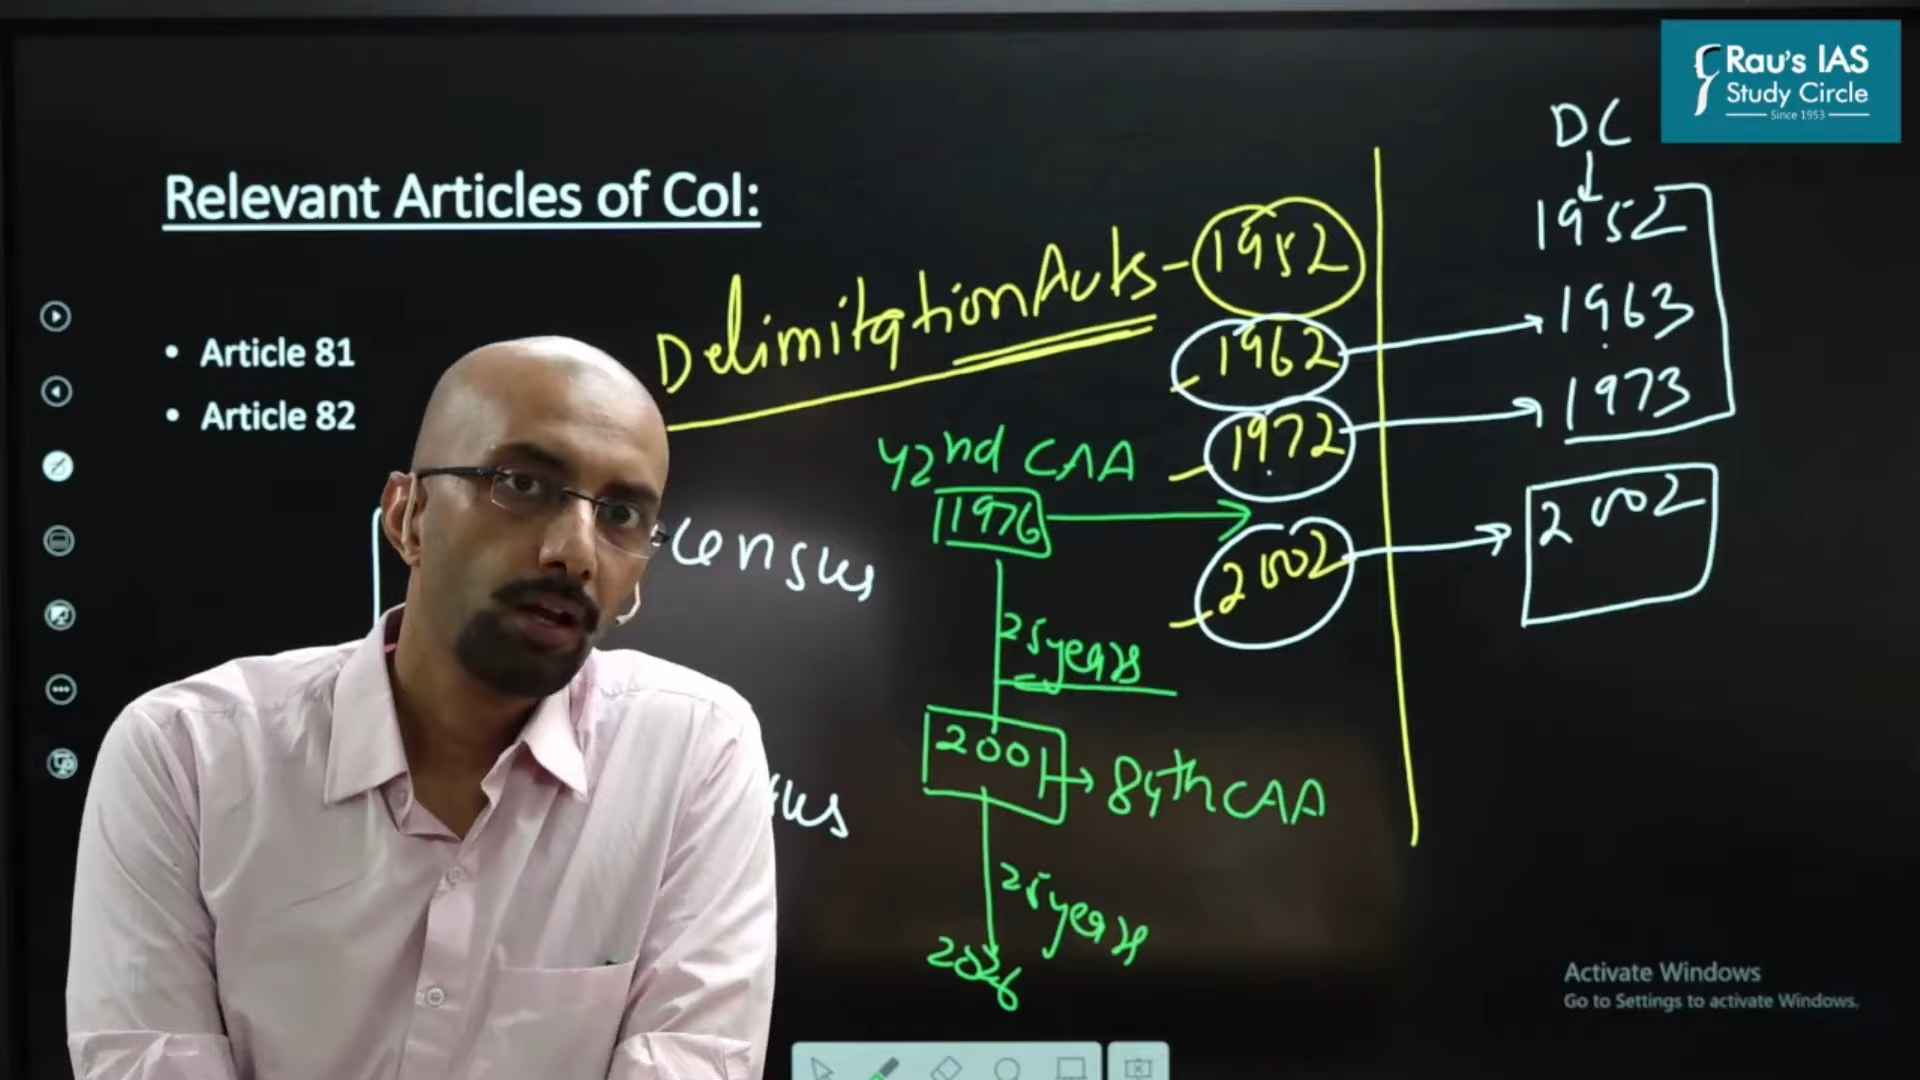 Rau's IAS
Study Circle
Since 1953
Relevant Articles of CoI:
• Article 81
• Article 82
Delimitation Acts - 1952
1962
1972
2002
DC
1952
1963
1973
2002
42nd CAA
1976
census
25 years
2001 → 84th CAA
25 years
2026
Activate Windows
Go to Settings to activate Windows.